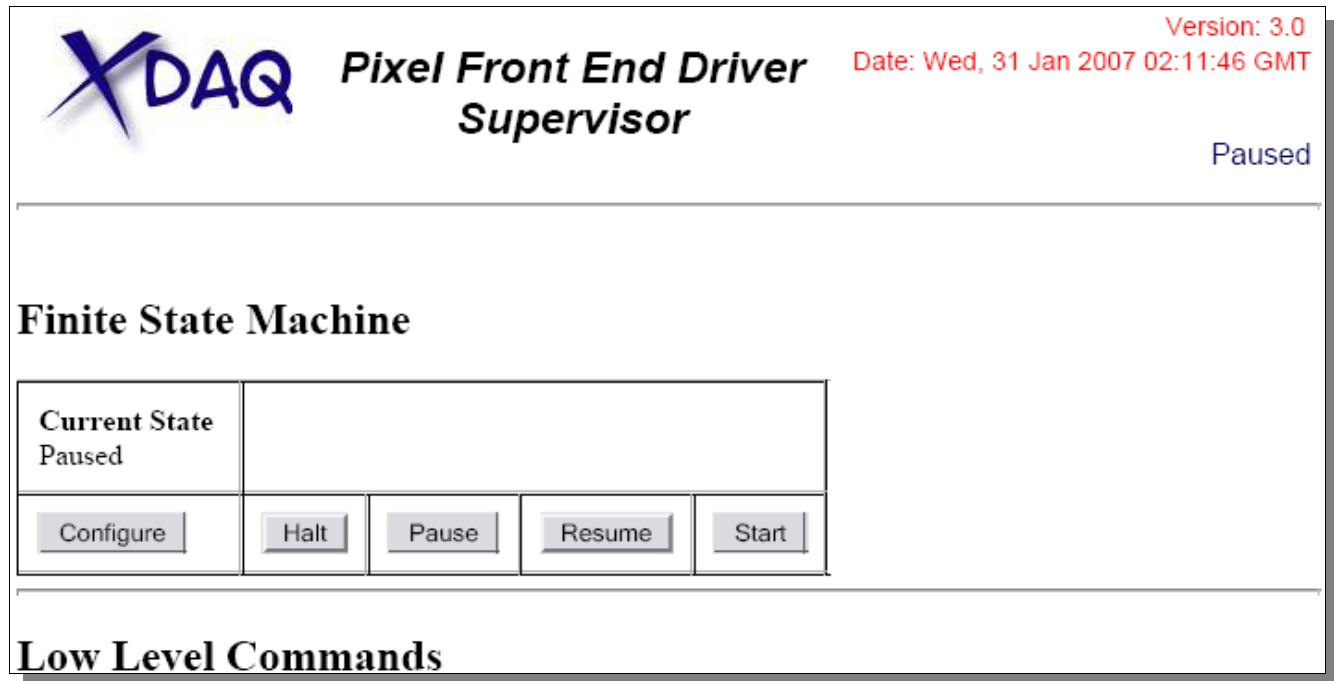 XDAQ
Pixel Front End Driver
Supervisor
Version: 3.0
Date: Wed, 31 Jan 2007 02:11:46 GMT
Paused
Finite State Machine
Current State
Paused
Configure Halt Pause Resume Start
Low Level Commands